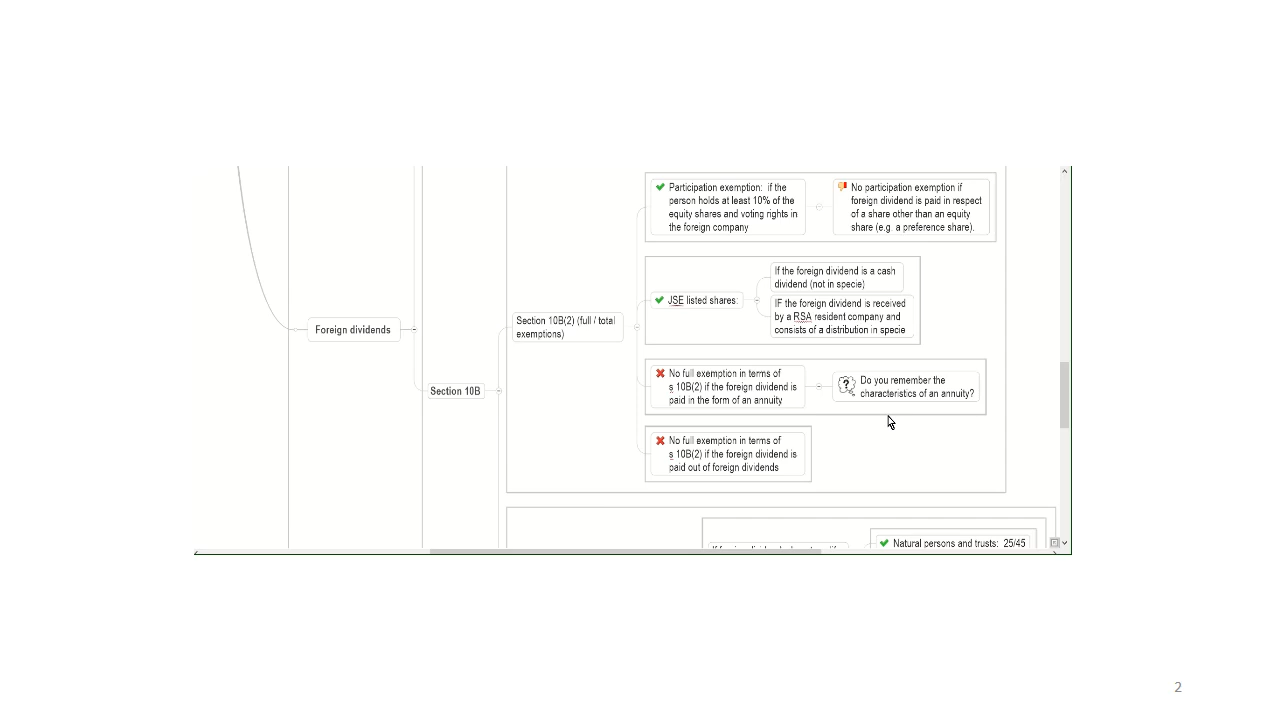 Participation exemption:  if the
person holds at least 10% of the
equity shares and voting rights in
the foreign company
No participation exemption if
foreign dividend is paid in respect
of a share other than an equity
share (e.g. a preference share).
If the foreign dividend is a cash
dividend (not in specie)
JSE listed shares:
IF the foreign dividend is received
by a RSA resident company and
consists of a distribution in specie
Section 10B(2) (full / total
exemptions)
Foreign dividends
No full exemption in terms of
s 10B(2) if the foreign dividend is
paid in the form of an annuity
Do you remember the
characteristics of an annuity?
Section 10B
No full exemption in terms of
s 10B(2) if the foreign dividend is
paid out of foreign dividends
Natural persons and trusts:  25/45
2